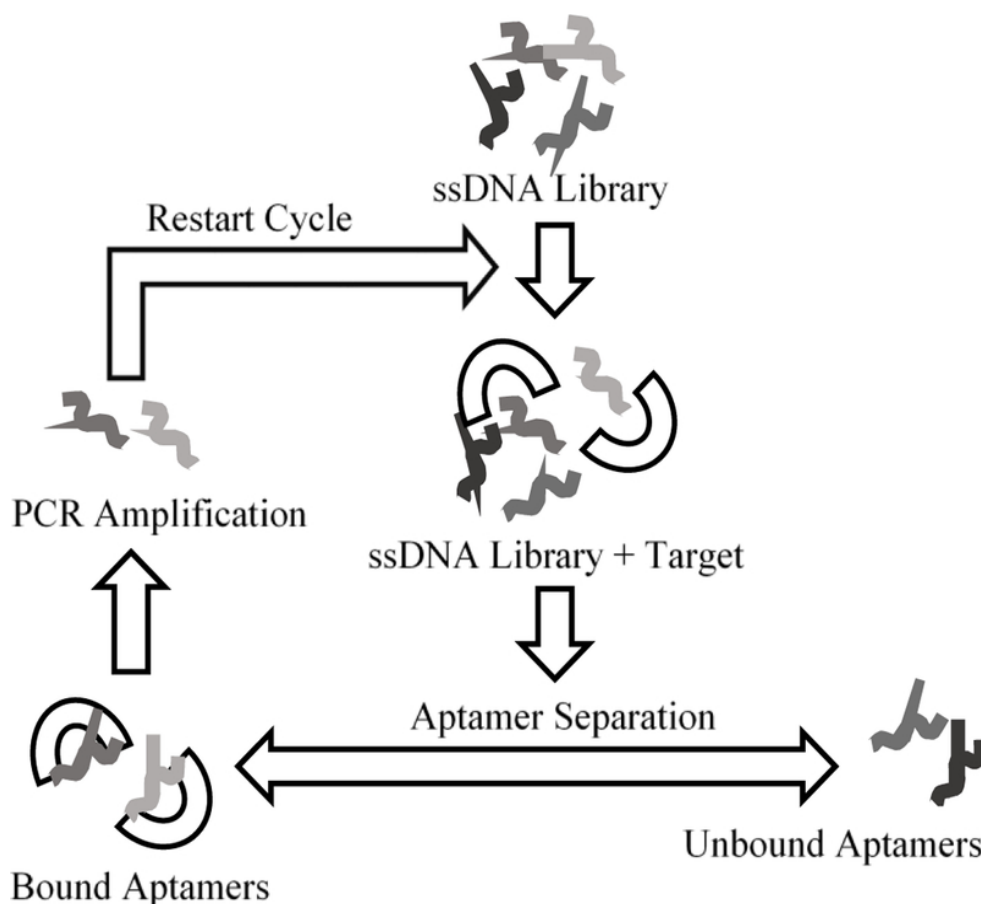 ssDNA Library
Restart Cycle
ssDNA Library + Target
PCR Amplification
Aptamer Separation
Unbound Aptamers
Bound Aptamers